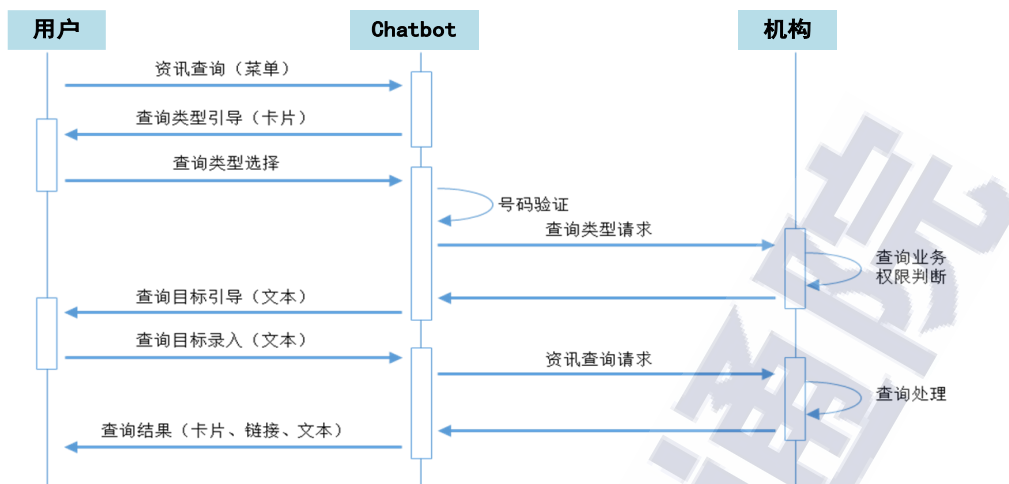 用户
Chatbot
机构
资讯查询（菜单）
查询类型引导（卡片）
查询类型选择
号码验证
查询类型请求
查询业务
权限判断
查询目标引导（文本）
查询目标录入（文本）
资讯查询请求
查询处理
查询结果（卡片、链接、文本）
通院